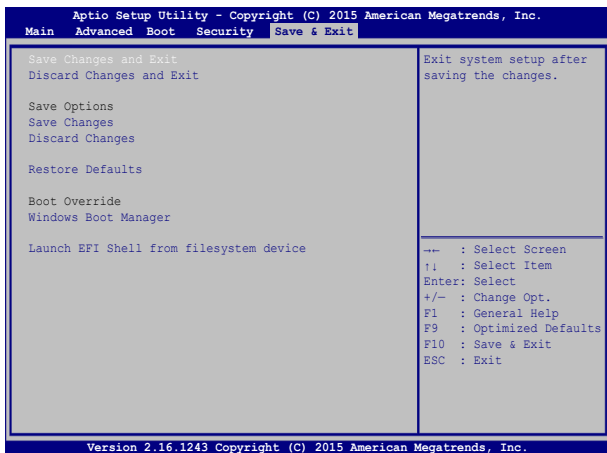 Aptio Setup Utility - Copyright (C) 2015 American Megatrends, Inc.
Main Advanced Boot Security Save & Exit
Save Changes and Exit
Discard Changes and Exit
Save Options
Save Changes
Discard Changes
Restore Defaults
Boot Override
Windows Boot Manager
Launch EFI Shell from filesystem device
Exit system setup after
saving the changes.
→← : Select Screen
↑↓ : Select Item
Enter: Select
+/— : Change Opt.
F1 : General Help
F9 : Optimized Defaults
F10 : Save & Exit
ESC : Exit
Version 2.16.1243 Copyright (C) 2015 American Megatrends, Inc.